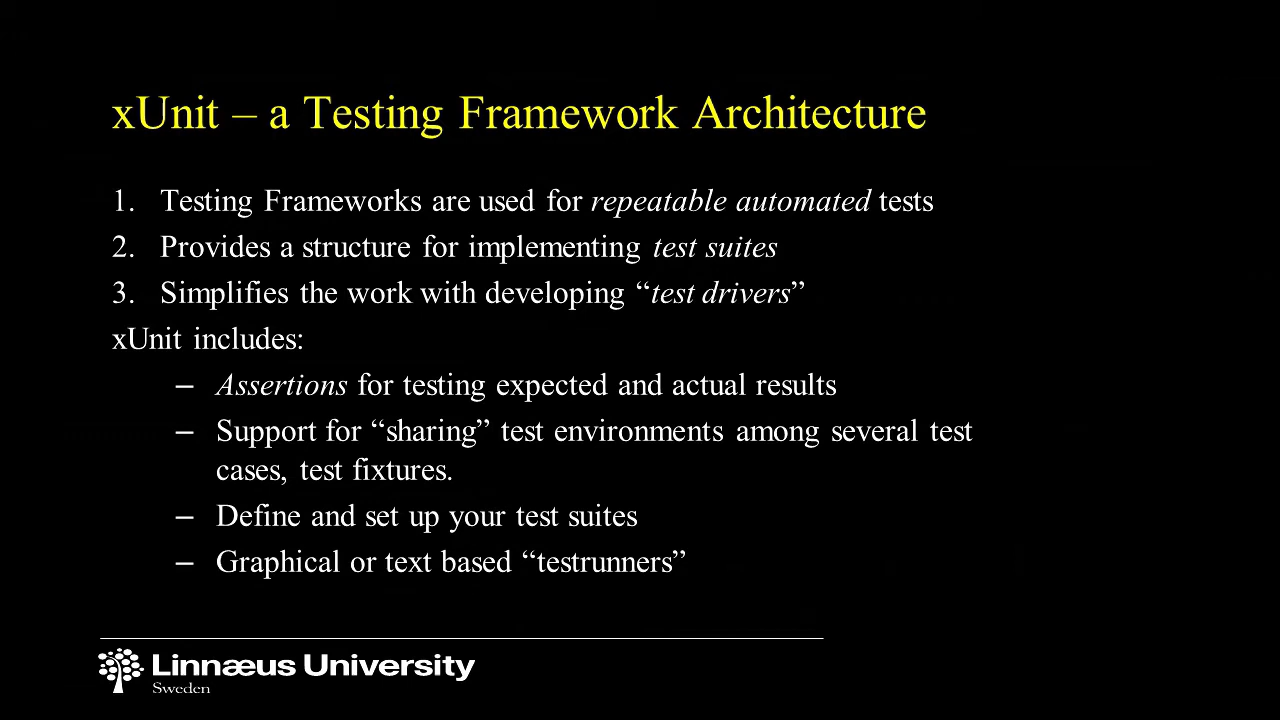 xUnit – a Testing Framework Architecture
1. Testing Frameworks are used for repeatable automated tests
2. Provides a structure for implementing test suites
3. Simplifies the work with developing “test drivers”
xUnit includes:
– Assertions for testing expected and actual results
– Support for “sharing” test environments among several test
cases, test fixtures.
– Define and set up your test suites
– Graphical or text based “testrunners”
Linnæus University
Sweden